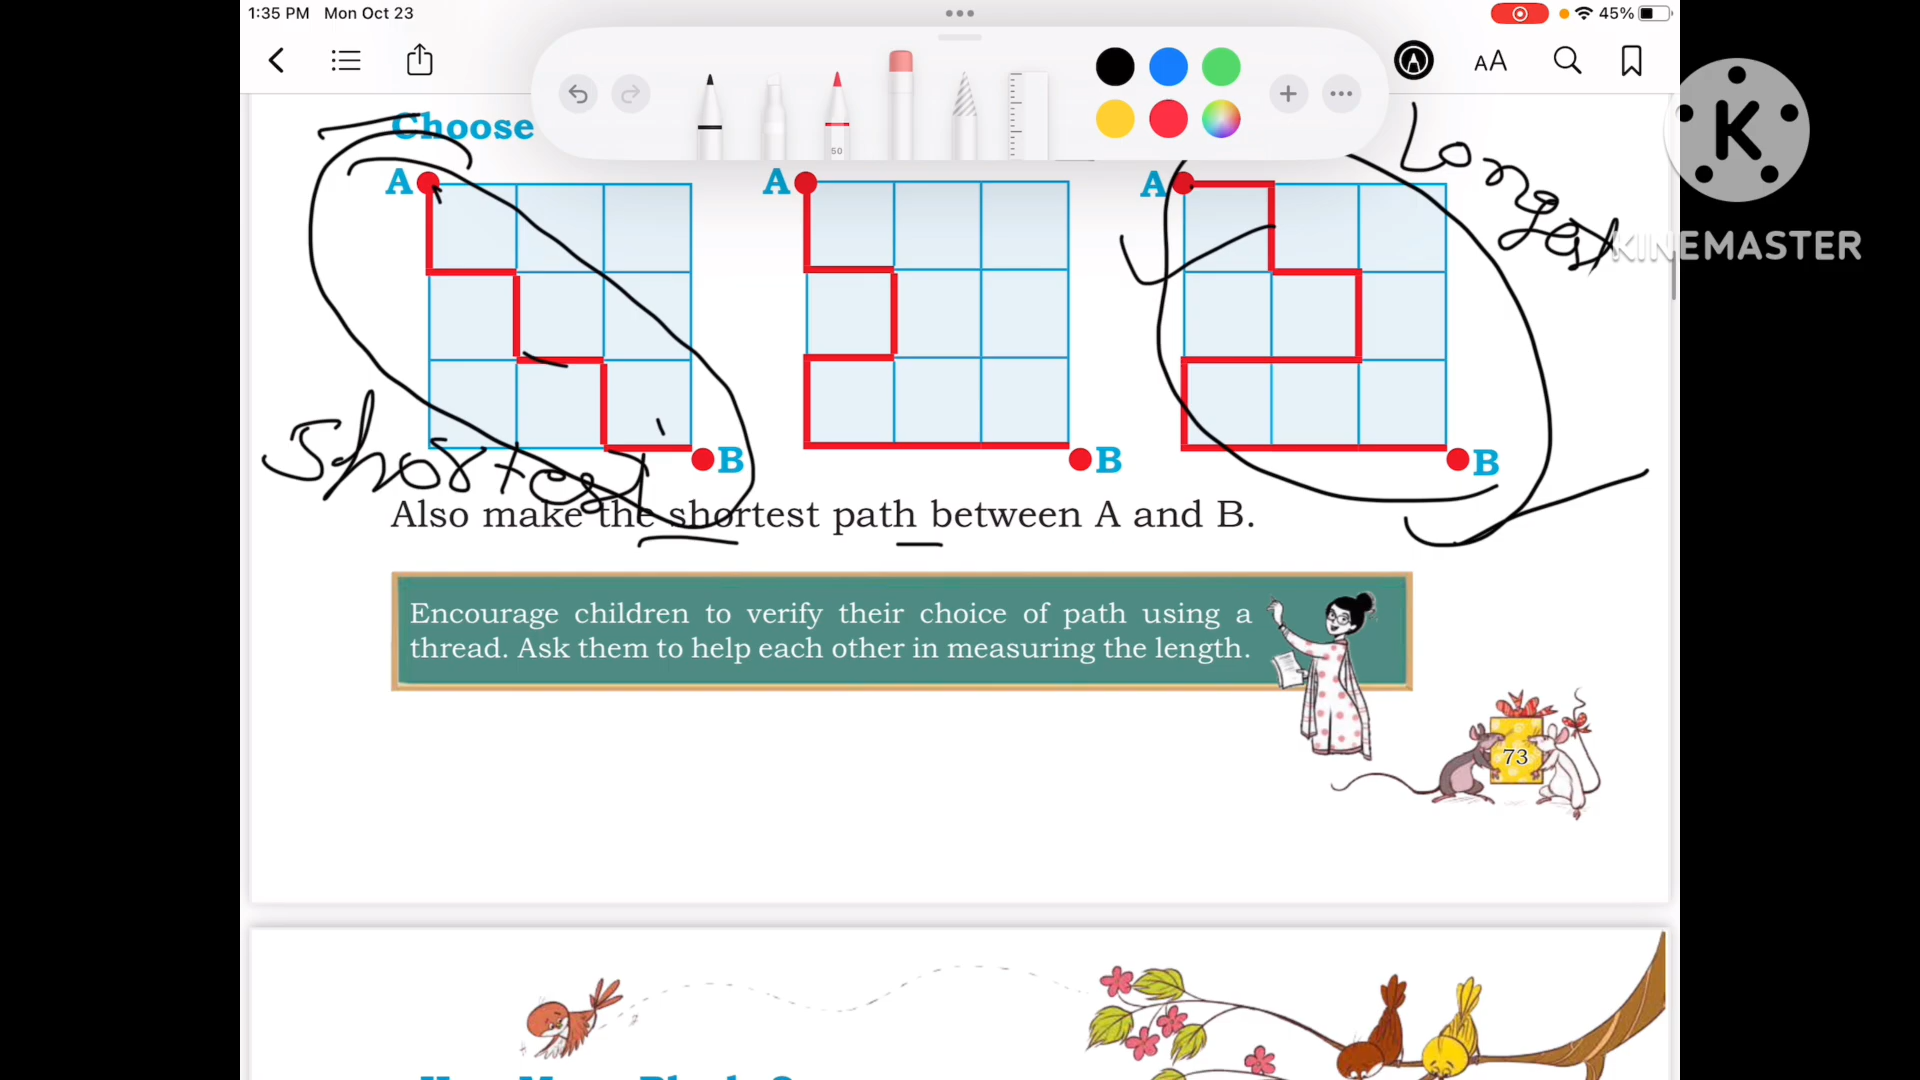 1:35 PM Mon Oct 23
45%
AA
50
K
KINEMASTER
Choose
Longest
A
A
A
B
B
B
Shortest
Also make the shortest path between A and B.
Encourage children to verify their choice of path using a
thread. Ask them to help each other in measuring the length.
73